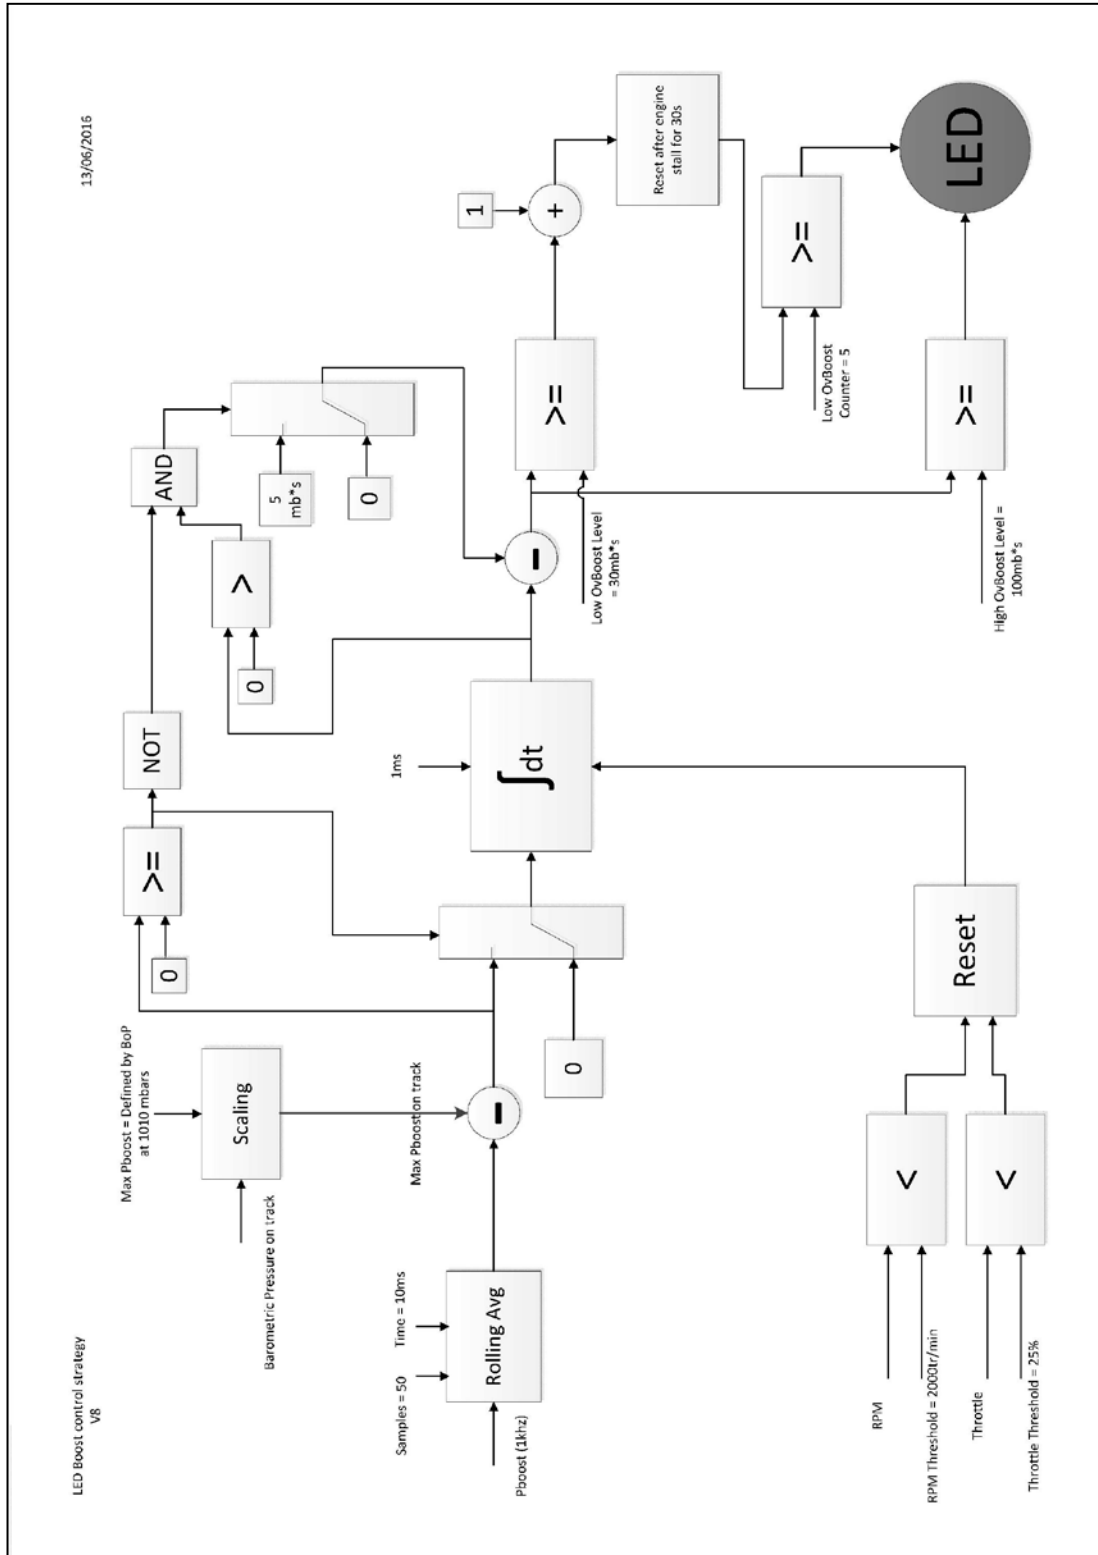 LED Boost control strategy
V8
13/06/2016
Max Pboost = Defined by BoP
at 1010 mbars
Scaling
Barometric Pressure on track
Max Pboost on track
Samples = 50
Time = 10ms
Rolling Avg
Pboost (1khz)
-
0
>=
0
NOT
AND
>
0
5
mb*s
0
1ms
∫dt
-
>=
Low OvBoost Level
= 30mb*s
1
+
Reset after engine
stall for 30s
>=
Low OvBoost
Counter = 5
>=
High OvBoost Level =
100mb*s
LED
RPM
RPM Threshold = 2000tr/min
<
Throttle
Throttle Threshold = 25%
<
Reset